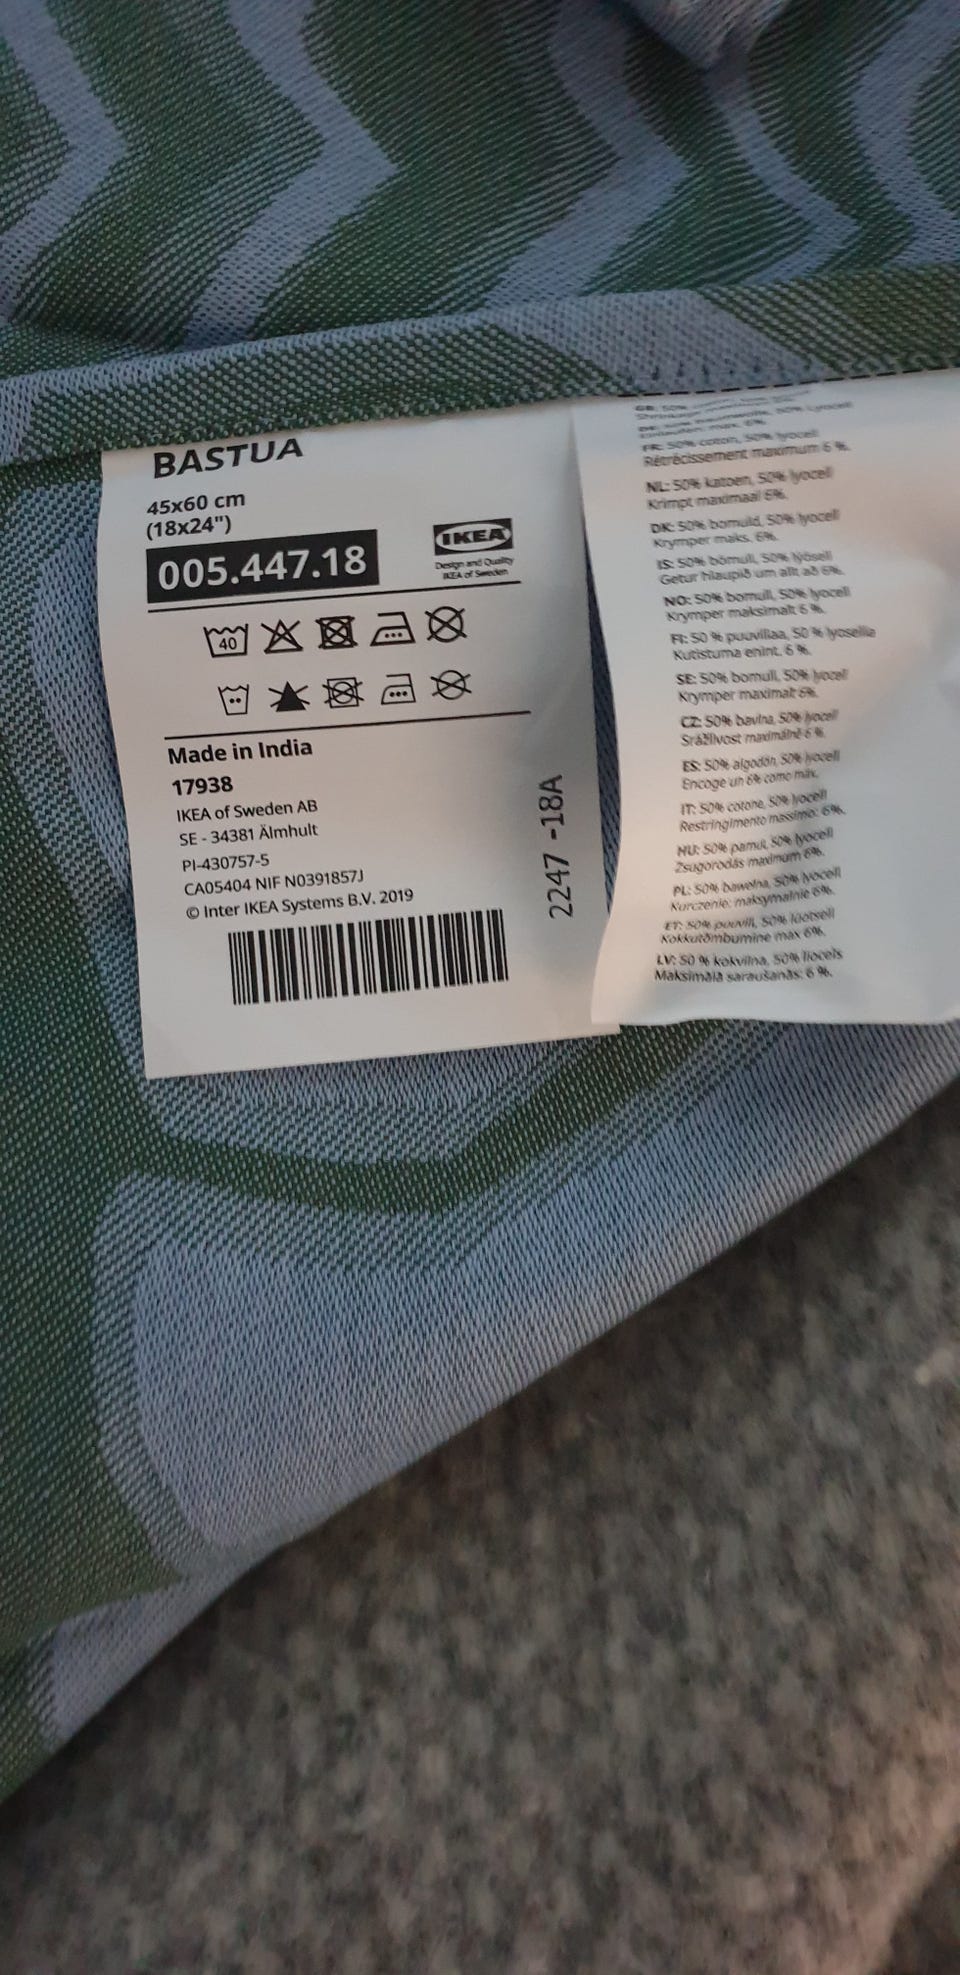 BASTUA
45x60 cm
(18x24")
005.447.18
IKEA
Design and Quality
IKEA of Sweden
40
Made in India
17938
IKEA of Sweden AB
SE - 34381 Älmhult
PI-430757-5
CA05404 NIF N0391857J
© Inter IKEA Systems B.V. 2019
2247 -18A
FR: 50% coton, 50% lyocell
Rétrécissement maximum 6 %.
NL: 50% katoen, 50% lyocell
Krimpt maximaal 6%.
DK: 50% bomuld, 50% lyocell
Krymper maks. 6%.
IS: 50% bómull, 50% lýósell
Getur hlaupið um allt að 6%.
NO: 50% bomull, 50% lyocell
Krymper maksimalt 6 %.
FI: 50 % puuvillaa, 50 % lyosellia
Kutistuma enint. 6 %.
SE: 50% bomull, 50% lyocell
Krymper maximalt 6%.
CZ: 50% bavlna, 50% lyocell
Srážlivost maximálně 6 %.
ES: 50% algodón, 50% lyocell
Encoge un 6% como máx.
IT: 50% cotone, 50% lyocell
Restringimento massimo: 6%.
HU: 50% pamut, 50% lyocell
Zsugorodás maximum 6%.
PL: 50% bawełna, 50% lyocell
Kurczenie: maksymalnie 6%.
ET: 50% puuvill, 50% lüotsell
Kokkutõmbumine max 6%.
LV: 50 % kokvilna, 50% liocels
Maksimālā saraušanās: 6 %.